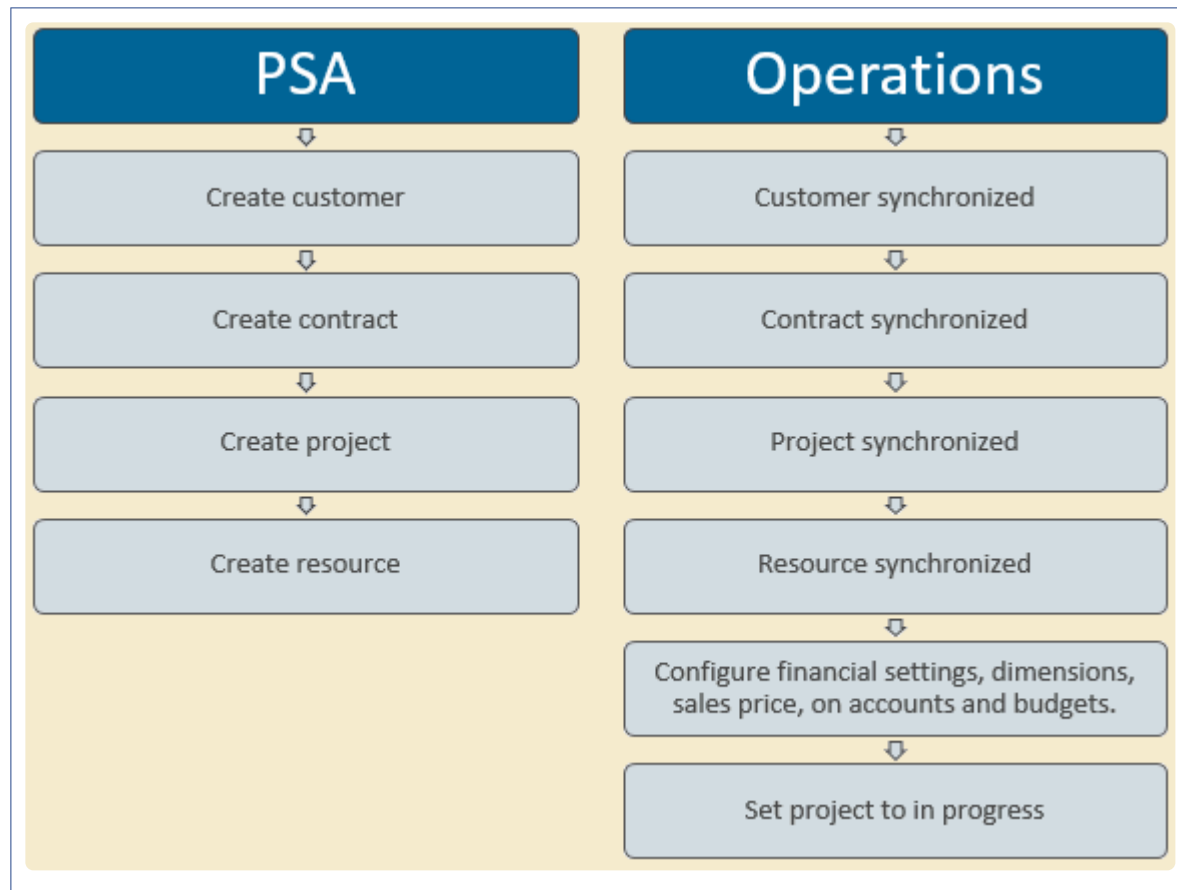 PSA
Create customer
Create contract
Create project
Create resource
Operations
Customer synchronized
Contract synchronized
Project synchronized
Resource synchronized
Configure financial settings, dimensions,
sales price, on accounts and budgets.
Set project to in progress